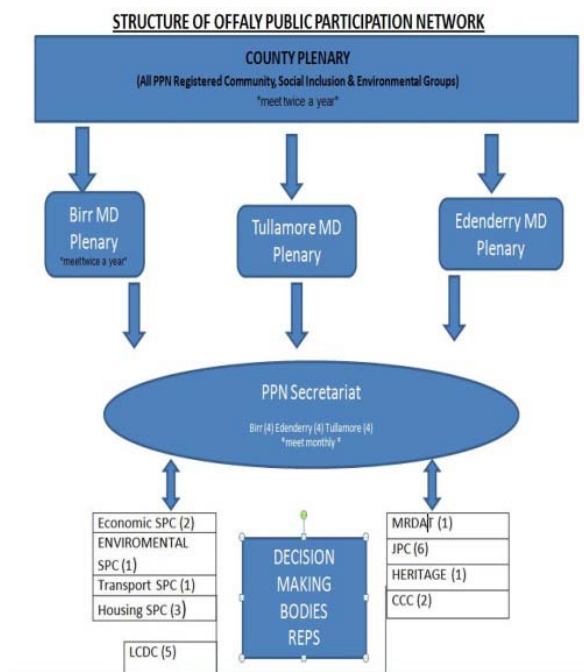 STRUCTURE OF OFFALY PUBLIC PARTICIPATION NETWORK
COUNTY PLENARY
(All PPN Registered Community, Social Inclusion & Environmental Groups)
*meet twice a year*
Birr MD
Plenary
*meet twice a year*
Tullamore MD
Plenary
Edenderry MD
Plenary
PPN Secretariat
Birr (4) Edenderry (4) Tullamore (4)
*meet monthly *
Economic SPC (2)
ENVIROMENTAL
SPC (1)
Transport SPC (1)
Housing SPC (3)
LCDC (5)
DECISION
MAKING
BODIES
REPS
MRDAT (1)
JPC (6)
HERITAGE (1)
CCC (2)